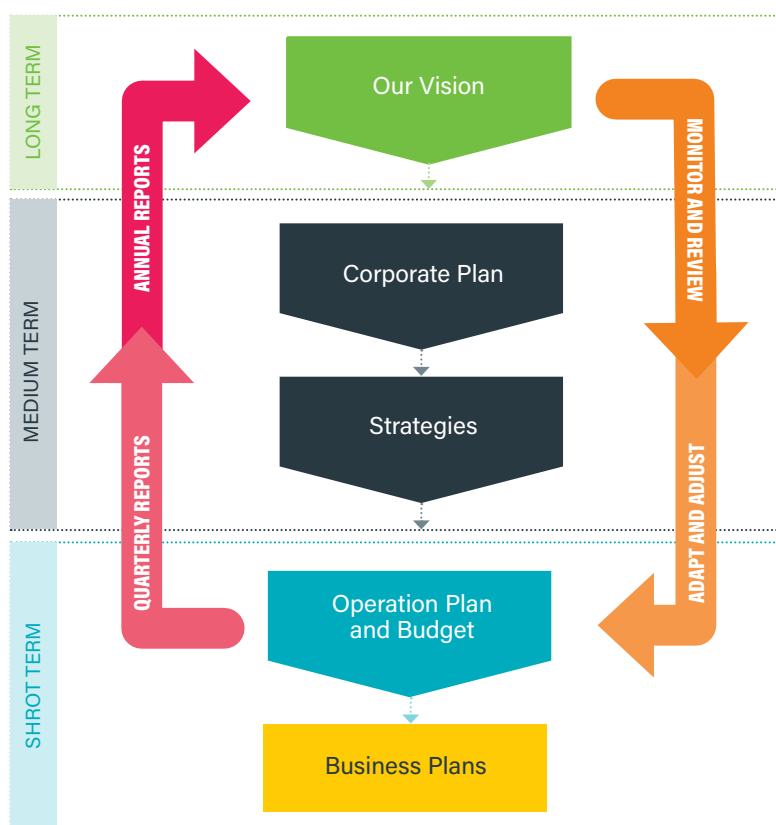 LONG TERM
Our Vision
ANNUAL REPORTS
MONITOR AND REVIEW
MEDIUM TERM
Corporate Plan
Strategies
QUARTERLY REPORTS
ADAPT AND ADJUST
SHROT TERM
Operation Plan
and Budget
Business Plans